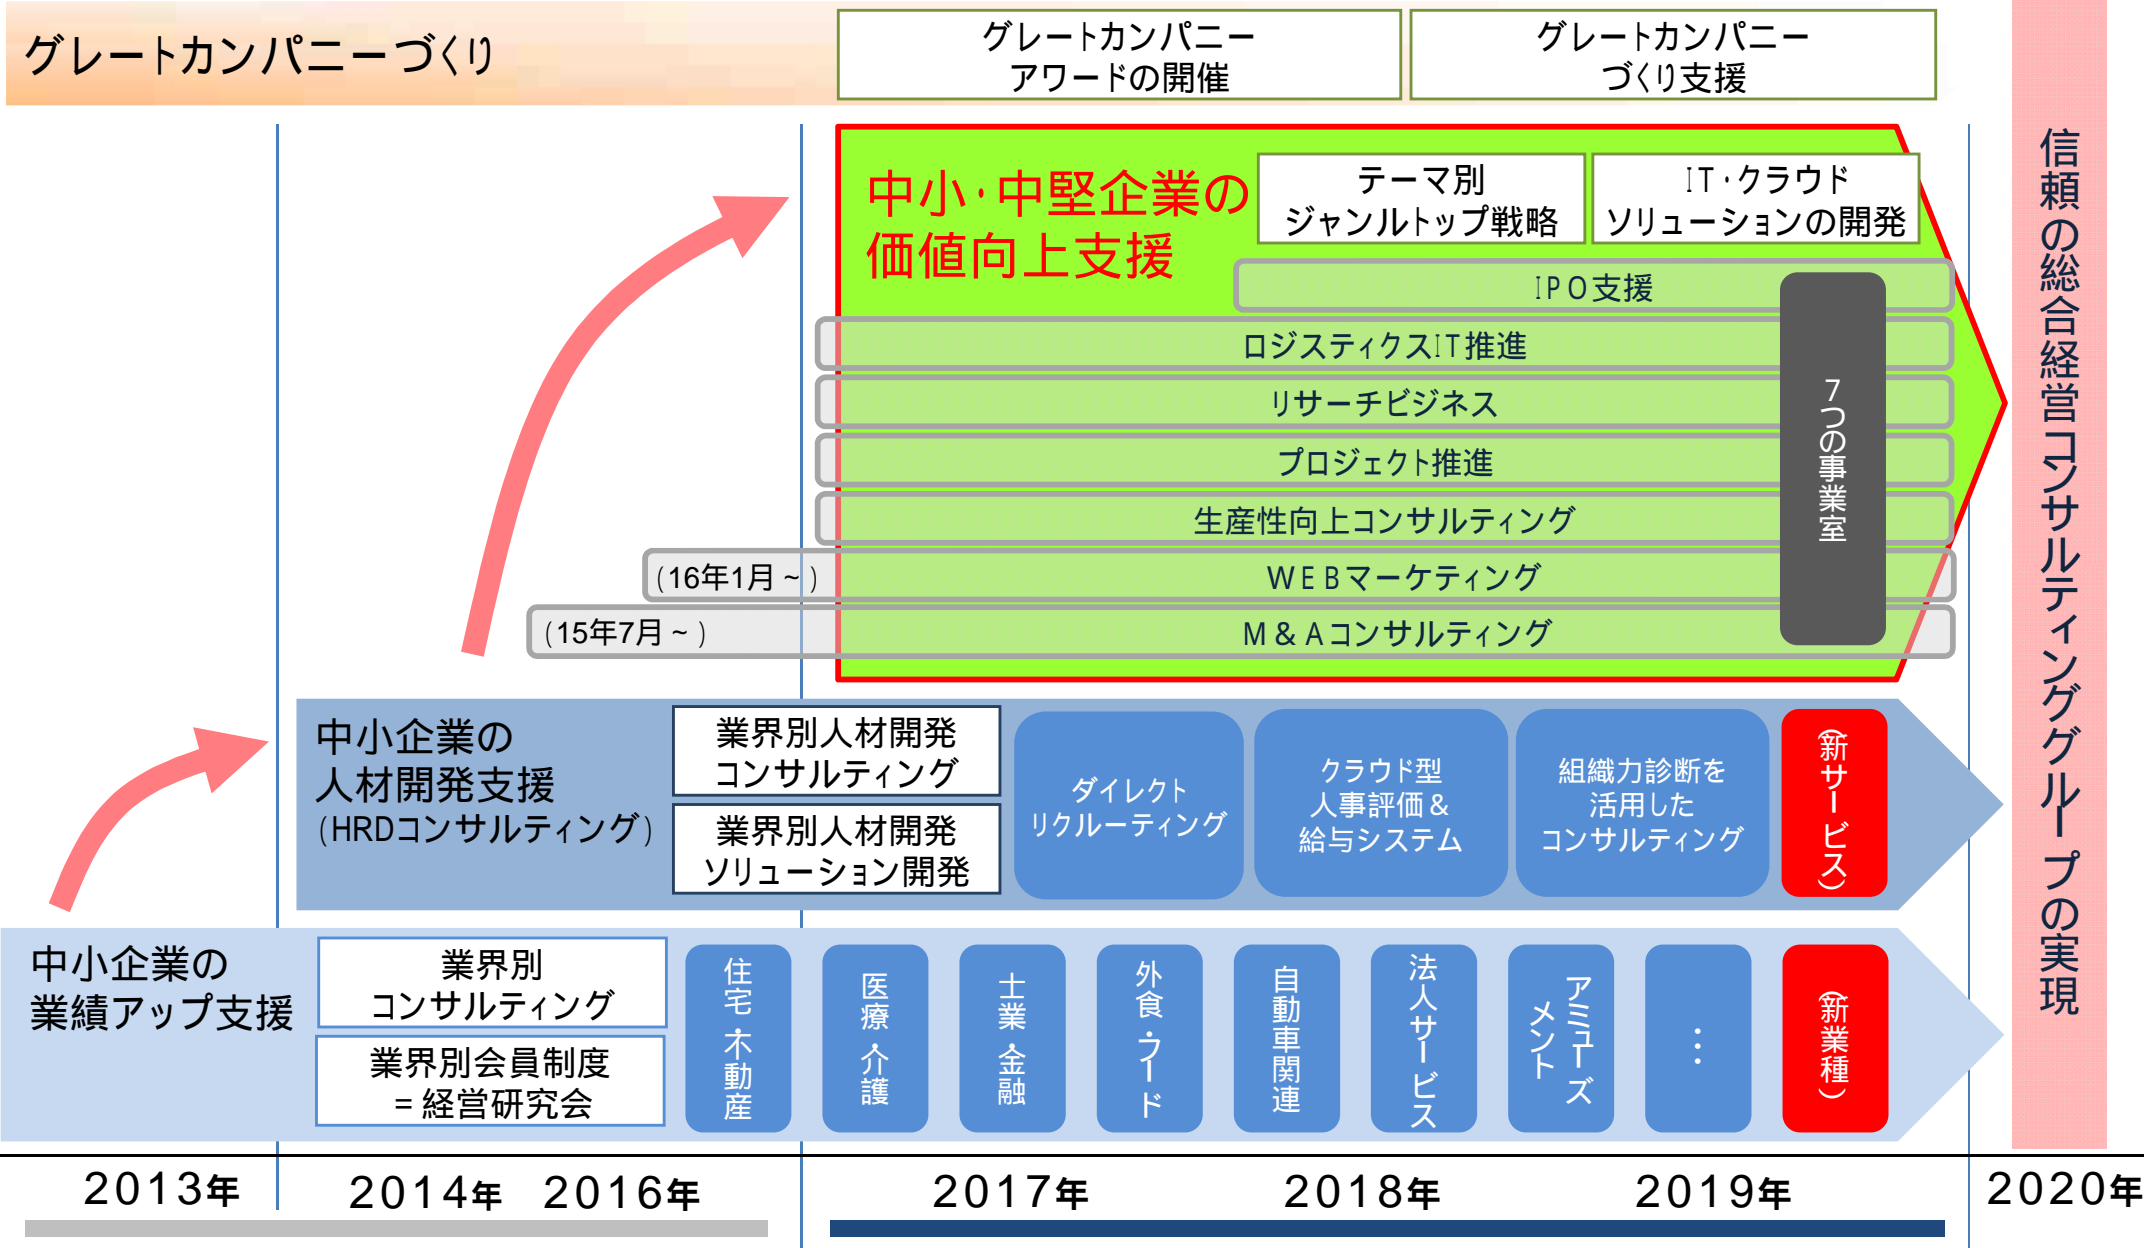 グレートカンパニーづくり
グレートカンパニー
アワードの開催
グレートカンパニー
づくり支援
中小・中堅企業の
価値向上支援
テーマ別
ジャンルトップ戦略
IT・クラウド
ソリューションの開発
IPO支援
ロジスティクスIT推進
リサーチビジネス
プロジェクト推進
生産性向上コンサルティング
(16年1月~)
WEBマーケティング
(15年7月~)
M&Aコンサルティング
7つの事業室
中小企業の
人材開発支援
(HRDコンサルティング)
業界別人材開発
コンサルティング
業界別人材開発
ソリューション開発
ダイレクト
リクルーティング
クラウド型
人事評価&
給与システム
組織力診断を
活用した
コンサルティング
(新サービス)
中小企業の
業績アップ支援
業界別
コンサルティング
業界別会員制度
=経営研究会
住宅・不動産
医療・介護
士業・金融
外食・フード
自動車関連
法人サービス
アミューズ
メント
…
(新業種)
信頼の総合経営コンサルティンググループの実現
2013年
2014年
2016年
2017年
2018年
2019年
2020年